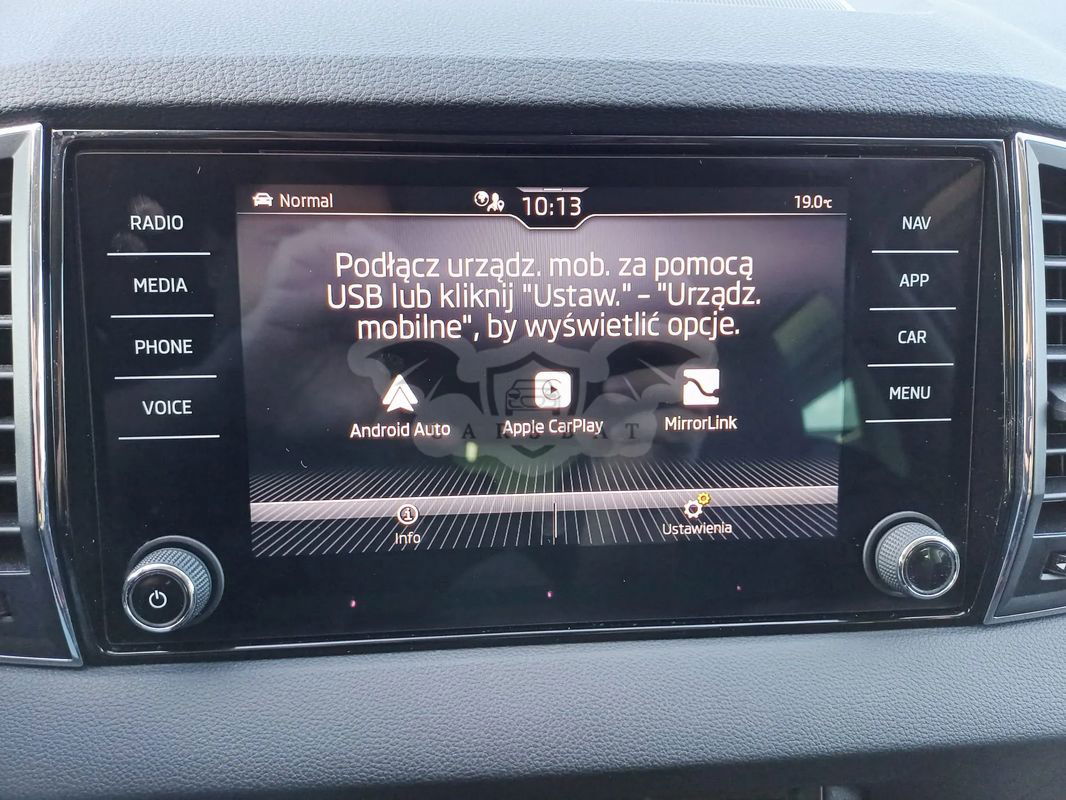 RADIO
MEDIA
PHONE
VOICE
Normal
10:13
19.0°C
Podłącz urządz. mob. za pomocą
USB lub kliknij "Ustaw." - "Urządz.
mobilne", by wyświetlić opcje.
Android Auto
Apple CarPlay
MirrorLink
CARSBAT
Info
Ustawienia
NAV
APP
CAR
MENU